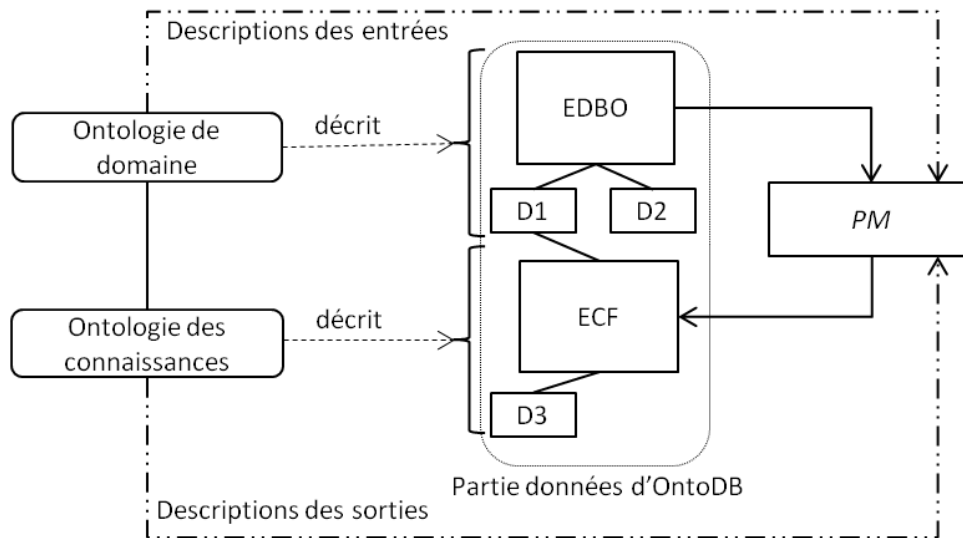 Descriptions des entrées
Ontologie de
domaine
décrit
EDBO
D1
D2
PM
Ontologie des
connaissances
décrit
ECF
D3
Partie données d'OntoDB
Descriptions des sorties